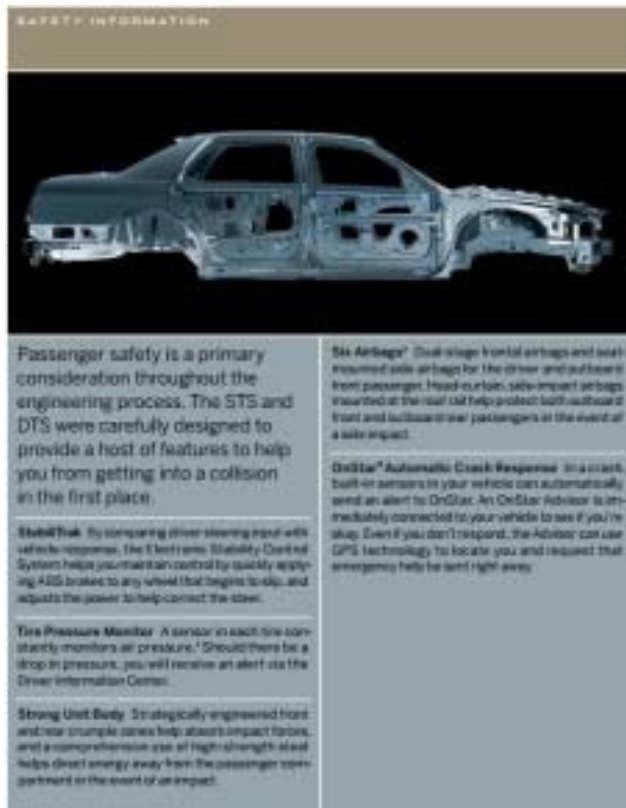 SAFETY INFORMATION
Passenger safety is a primary
consideration throughout the
engineering process. The STS and
DTS were carefully designed to
provide a host of features to help
you from getting into a collision
in the first place.
StabiliTrak By comparing driver steering input with
vehicle response, the Electronic Stability Control
System helps you maintain control by quickly apply-
ing ABS brakes to any wheel that begins to slip, and
adjusts the power to help correct the steer.
Tire Pressure Monitor A sensor in each tire con-
stantly monitors air pressure. Should there be a
drop in pressure, you will receive an alert via the
Driver Information Center.
Strong Unit Body Strategically engineered front
and rear crumple zones help absorb impact forces,
and a comprehensive use of high-strength steel
helps direct energy away from the passenger com-
partment in the event of an impact.
Six Airbags Dual-stage frontal airbags and seat-
mounted side airbags for the driver and outboard
front passenger. Head-curtain, side-impact airbags
mounted at the roof rail help protect both outboard
front and outboard rear passengers in the event of
a side impact.
OnStar® Automatic Crash Response In a crash,
built-in sensors in your vehicle can automatically
send an alert to OnStar. An OnStar Advisor is im-
mediately connected to your vehicle to see if you're
okay. Even if you don't respond, the Advisor can use
GPS technology to locate you and request that
emergency help be sent right away.